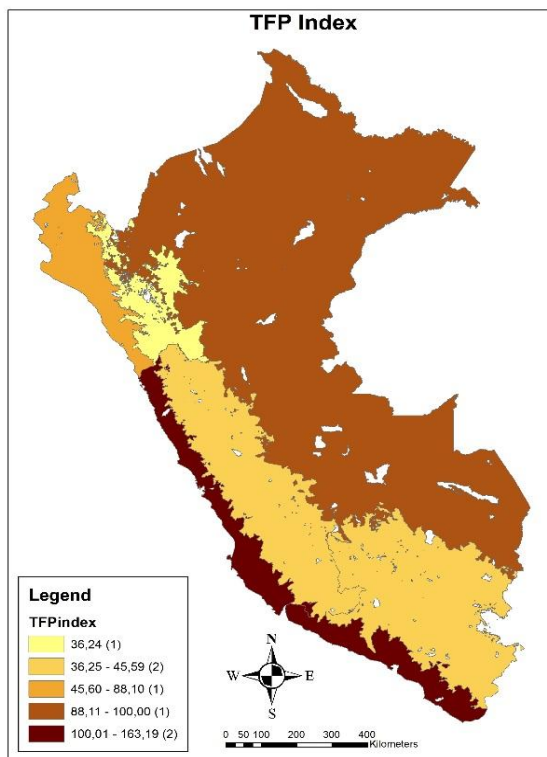 TFP Index
Legend
TFPindex
36,24 (1)
36,25 - 45,59 (2)
45,60 - 88,10 (1)
88,11 - 100,00 (1)
100,01 - 163,19 (2)
N
W E
S
0 50 100 200 300 400
Kilometers